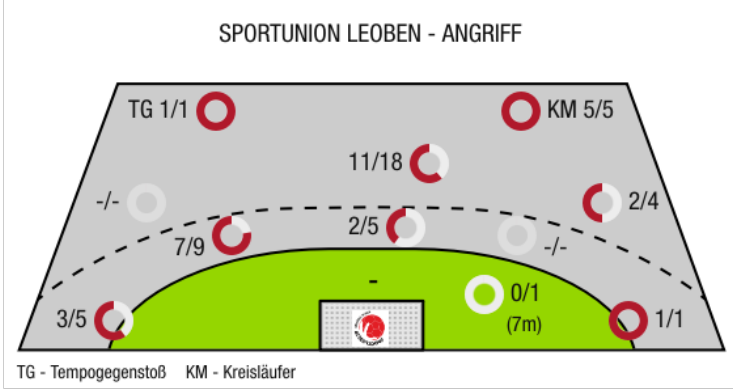 SPORTUNION LEOBEN - ANGRIFF
TG 1/1
KM 5/5
11/18
-/-
2/4
7/9
2/5
-/-
-
3/5
0/1
(7m)
1/1
TG - Tempogegenstoß KM - Kreisläufer